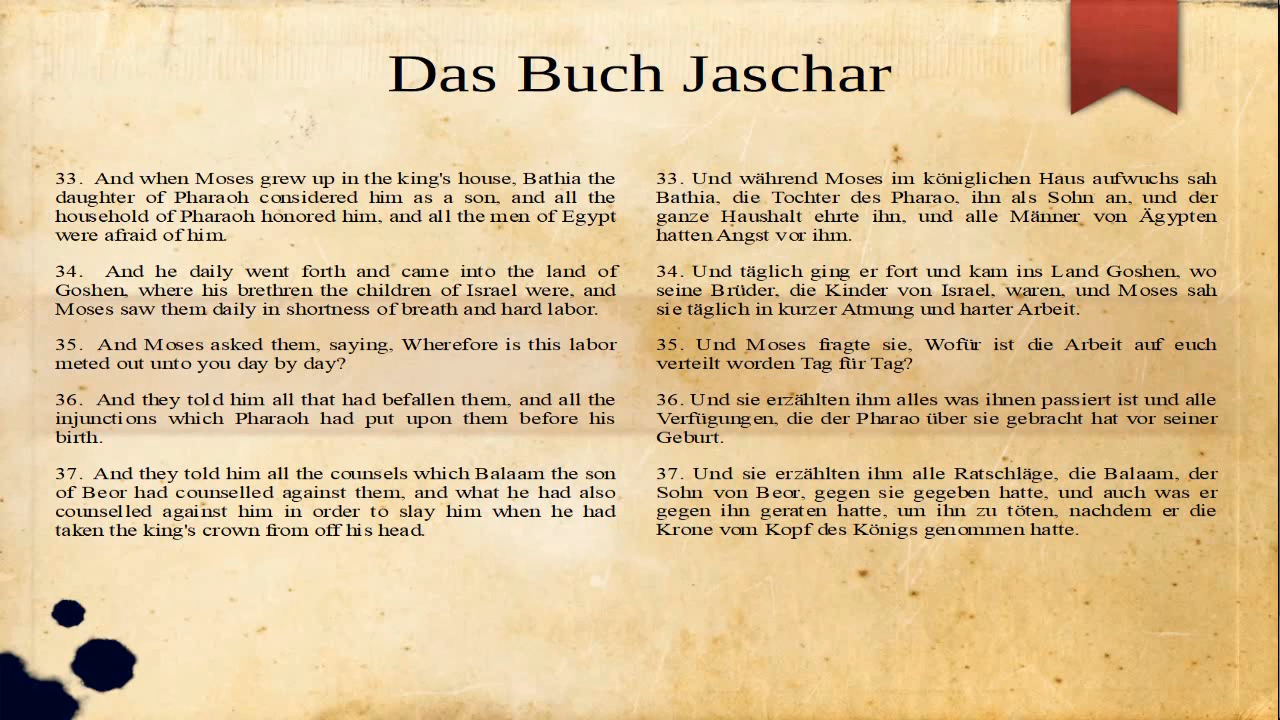 Das Buch Jaschar
33. And when Moses grew up in the king's house, Bathia the
daughter of Pharaoh considered him as a son, and all the
household of Pharaoh honored him, and all the men of Egypt
were afraid of him.
34. And he daily went forth and came into the land of
Goshen, where his brethren the children of Israel were, and
Moses saw them daily in shortness of breath and hard labor.
35. And Moses asked them, saying, Wherefore is this labor
meted out unto you day by day?
36. And they told him all that had befallen them, and all the
injunctions which Pharaoh had put upon them before his
birth.
37. And they told him all the counsels which Balaam the son
of Beor had counselled against them, and what he had also
counselled against him in order to slay him when he had
taken the king's crown from off his head.
33. Und während Moses im königlichen Haus aufwuchs sah
Bathia, die Tochter des Pharao, ihn als Sohn an, und der
ganze Haushalt ehrte ihn, und alle Männer von Ägypten
hatten Angst vor ihm.
34. Und täglich ging er fort und kam ins Land Goshen, wo
seine Brüder, die Kinder von Israel, waren, und Moses sah
sie täglich in kurzer Atmung und harter Arbeit.
35. Und Moses fragte sie, Wofür ist die Arbeit auf euch
verteilt worden Tag für Tag?
36. Und sie erzählten ihm alles was ihnen passiert ist und alle
Verfügungen, die der Pharao über sie gebracht hat vor seiner
Geburt.
37. Und sie erzählten ihm alle Ratschläge, die Balaam, der
Sohn von Beor, gegen sie gegeben hatte, und auch was er
gegen ihn geraten hatte, um ihn zu töten, nachdem er die
Krone vom Kopf des Königs genommen hatte.